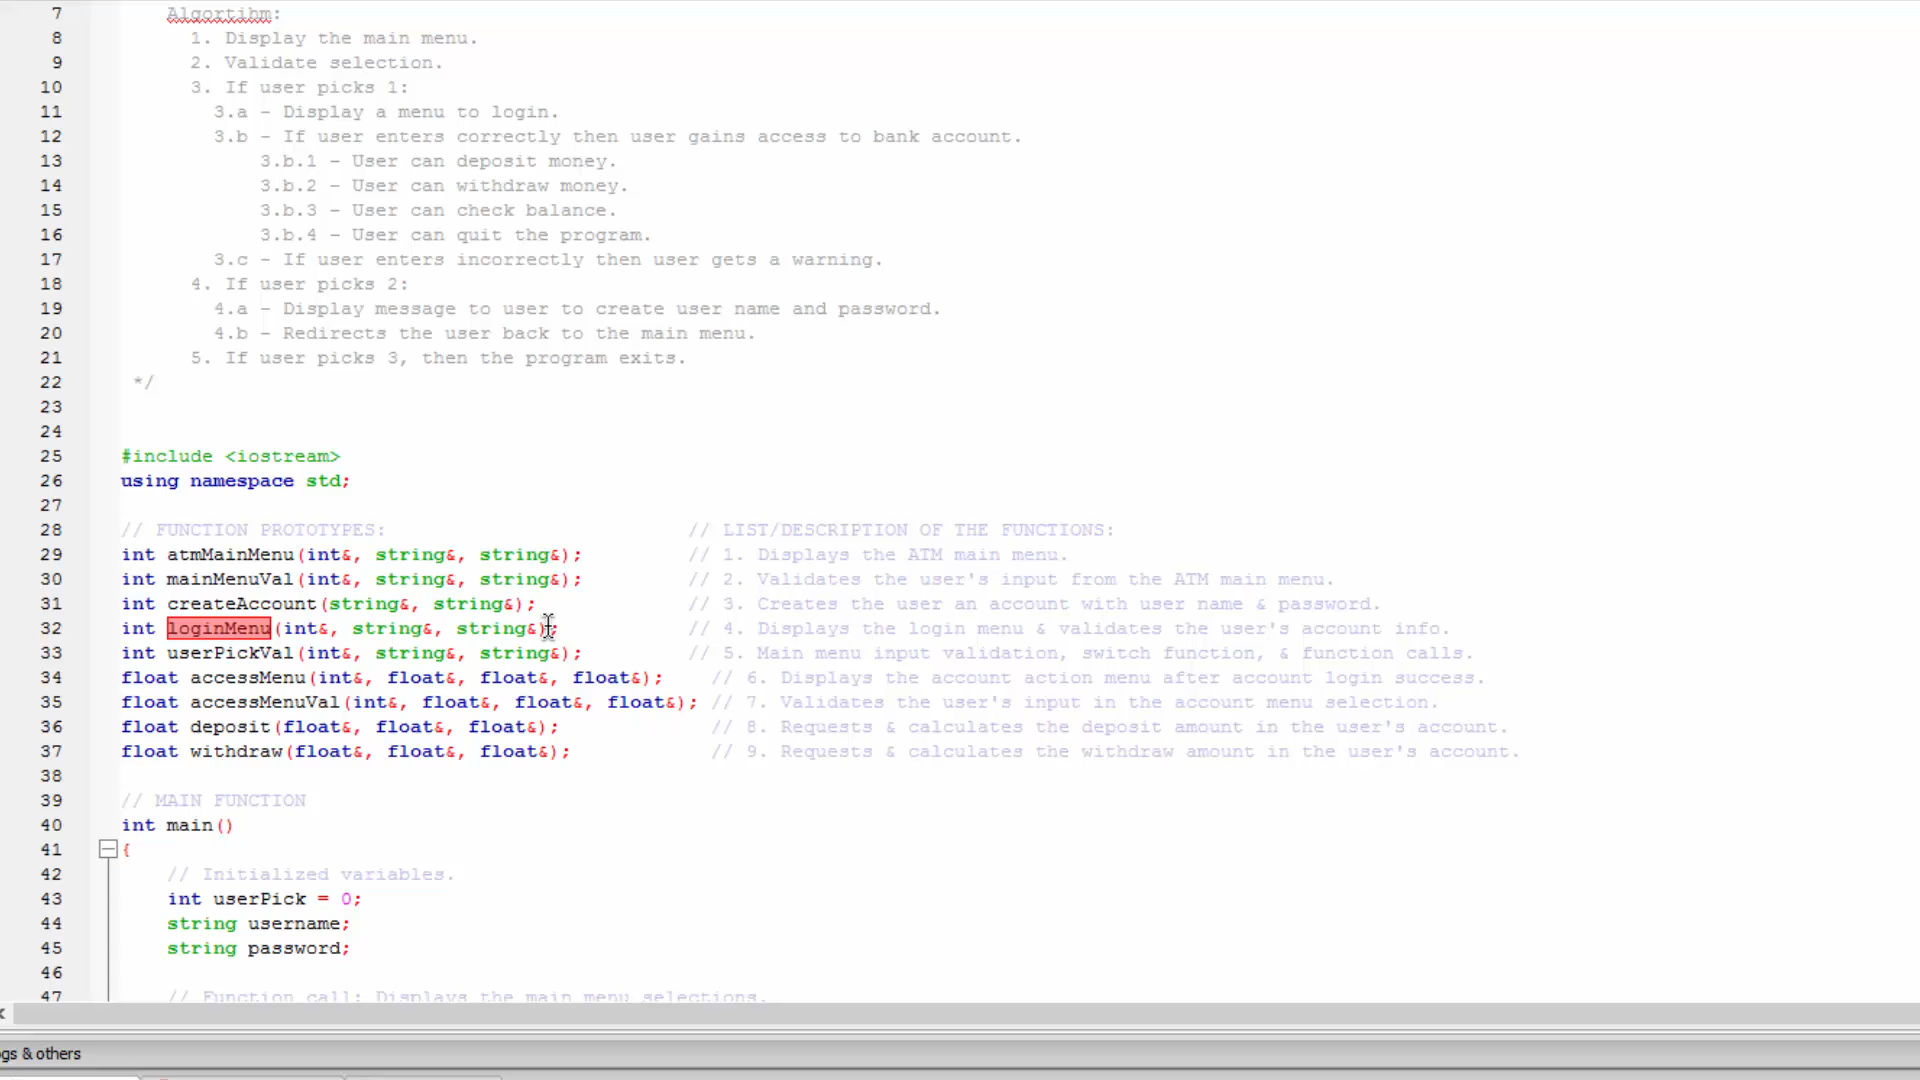 7 Algortihm:
8 1. Display the main menu.
9 2. Validate selection.
10 3. If user picks 1:
11 3.a - Display a menu to login.
12 3.b - If user enters correctly then user gains access to bank account.
13 3.b.1 - User can deposit money.
14 3.b.2 - User can withdraw money.
15 3.b.3 - User can check balance.
16 3.b.4 - User can quit the program.
17 3.c - If user enters incorrectly then user gets a warning.
18 4. If user picks 2:
19 4.a - Display message to user to create user name and password.
20 4.b - Redirects the user back to the main menu.
21 5. If user picks 3, then the program exits.
22 */
23
24
25 #include <iostream>
26 using namespace std;
27
28 // FUNCTION PROTOTYPES: // LIST/DESCRIPTION OF THE FUNCTIONS:
29 int atmMainMenu(int&, string&, string&); // 1. Displays the ATM main menu.
30 int mainMenuVal(int&, string&, string&); // 2. Validates the user's input from the ATM main menu.
31 int createAccount(string&, string&); // 3. Creates the user an account with user name & password.
32 int loginMenu(int&, string&, string&); // 4. Displays the login menu & validates the user's account info.
33 int userPickVal(int&, string&, string&); // 5. Main menu input validation, switch function, & function calls.
34 float accessMenu(int&, float&, float&, float&); // 6. Displays the account action menu after account login success.
35 float accessMenuVal(int&, float&, float&, float&); // 7. Validates the user's input in the account menu selection.
36 float deposit(float&, float&, float&); // 8. Requests & calculates the deposit amount in the user's account.
37 float withdraw(float&, float&, float&); // 9. Requests & calculates the withdraw amount in the user's account.
38
39 // MAIN FUNCTION
40 int main()
41 {
42 // Initialized variables.
43 int userPick = 0;
44 string username;
45 string password;
46
47 // Function call: Displays the main menu selections.
gs & others